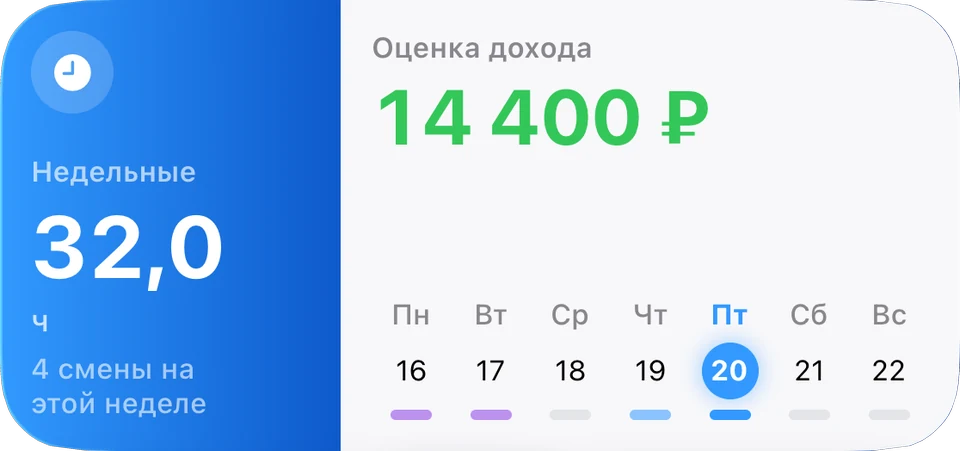 Недельные
32,0
ч
4 смены на
этой неделе
Оценка дохода
14 400 ₽
Пн Вт Ср Чт Пт Сб Вс
16 17 18 19 20 21 22